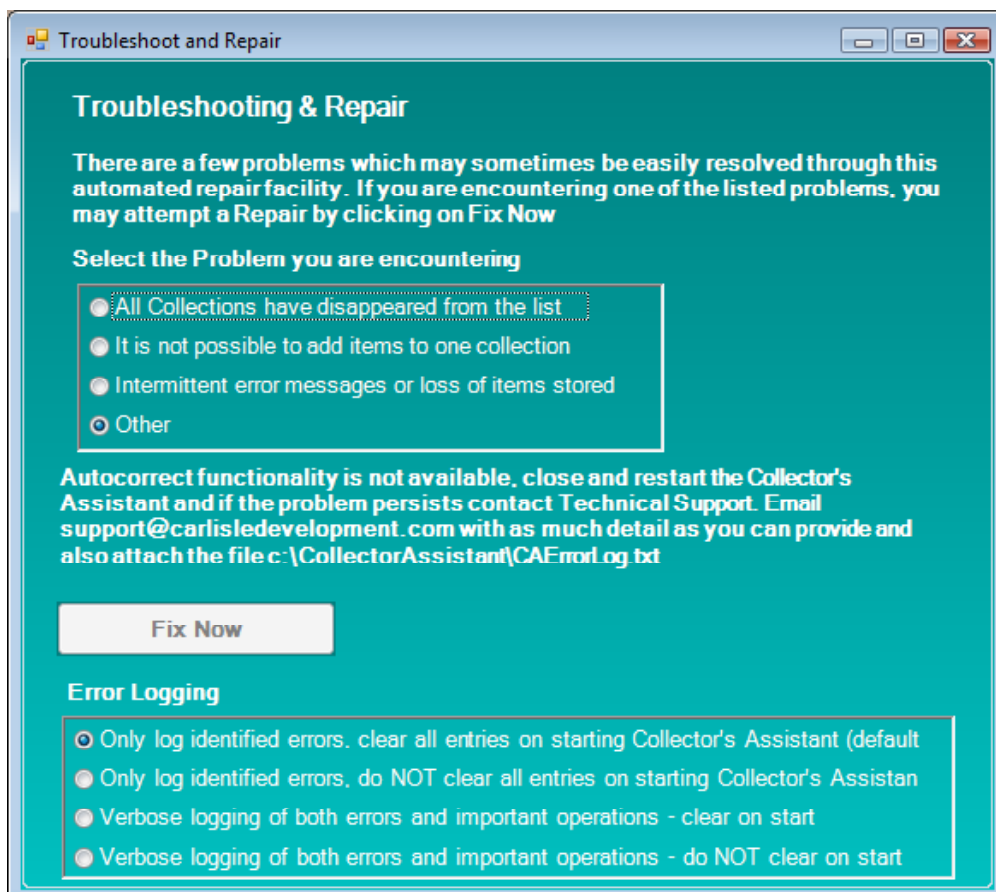 Troubleshoot and Repair
Troubleshooting & Repair
There are a few problems which may sometimes be easily resolved through this
automated repair facility. If you are encountering one of the listed problems, you
may attempt a Repair by clicking on Fix Now
Select the Problem you are encountering
All Collections have disappeared from the list
It is not possible to add items to one collection
Intermittent error messages or loss of items stored
Other
Autocorrect functionality is not available, close and restart the Collector's
Assistant and if the problem persists contact Technical Support. Email
support@carlisledevelopment.com with as much detail as you can provide and
also attach the file c:\CollectorAssistant\CAErrorLog.txt
Fix Now
Error Logging
Only log identified errors, clear all entries on starting Collector's Assistant (default
Only log identified errors, do NOT clear all entries on starting Collector's Assistan
Verbose logging of both errors and important operations - clear on start
Verbose logging of both errors and important operations - do NOT clear on start